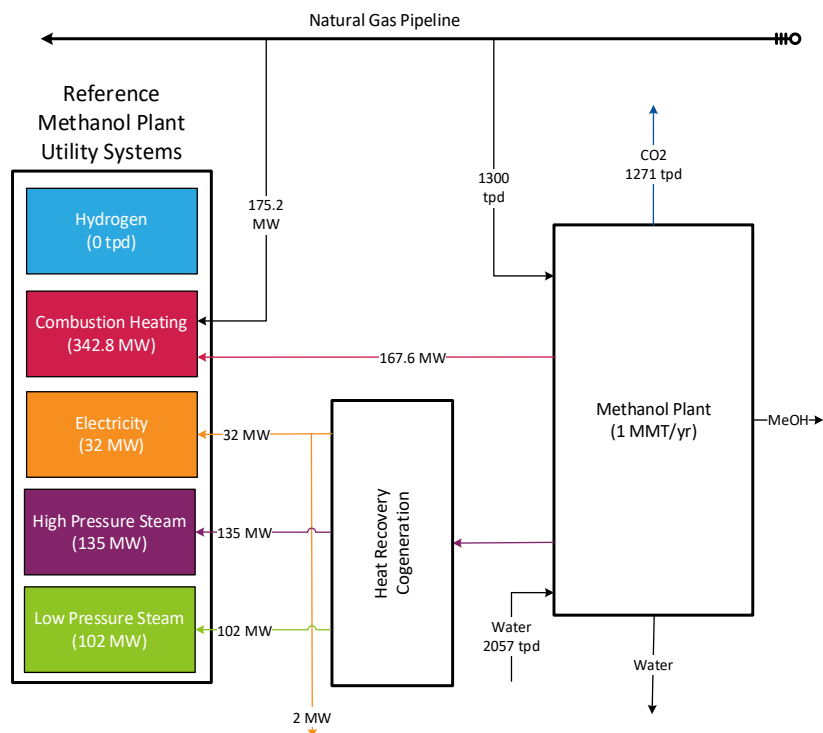 Natural Gas Pipeline
Reference
Methanol Plant
Utility Systems
Hydrogen
(0 tpd)
175.2
MW
1300
tpd
CO2
1271 tpd
Combustion Heating
(342.8 MW)
167.6 MW
Electricity
(32 MW)
32 MW
Methanol Plant
(1 MMT/yr)
MeOH
High Pressure Steam
(135 MW)
135 MW
Heat Recovery
Cogeneration
Low Pressure Steam
(102 MW)
102 MW
Water
2057 tpd
Water
2 MW